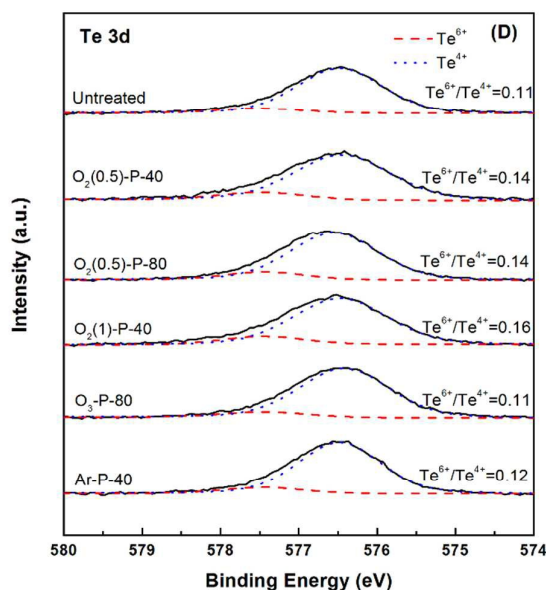 Te 3d
(D)
Te⁶⁺
Te⁴⁺
Untreated
Te⁶⁺/Te⁴⁺=0.11
O₂(0.5)-P-40
Te⁶⁺/Te⁴⁺=0.14
O₂(0.5)-P-80
Te⁶⁺/Te⁴⁺=0.14
O₂(1)-P-40
Te⁶⁺/Te⁴⁺=0.16
O₃-P-80
Te⁶⁺/Te⁴⁺=0.11
Ar-P-40
Te⁶⁺/Te⁴⁺=0.12
Intensity (a.u.)
580 579 578 577 576 575 574
Binding Energy (eV)